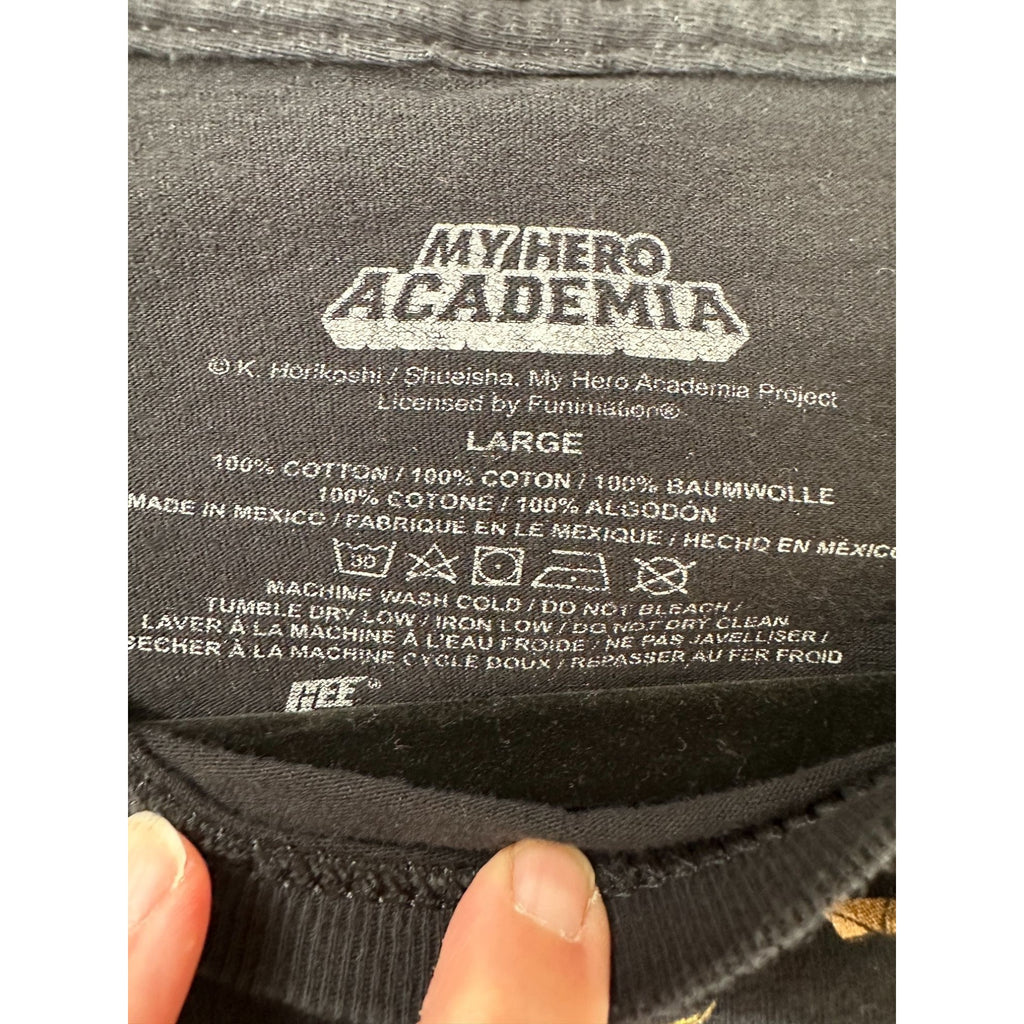 MY HERO
ACADEMIA
© K. Horikoshi / Shueisha, My Hero Academia Project
Licensed by Funimation®
LARGE
100% COTTON / 100% COTON / 100% BAUMWOLLE
100% COTONE / 100% ALGODÓN
MADE IN MEXICO / FABRIQUÉ EN LE MEXIQUE / HECHO EN MÉXICO
30
MACHINE WASH COLD / DO NOT BLEACH /
TUMBLE DRY LOW / IRON LOW / DO NOT DRY CLEAN
LAVER À LA MACHINE À L'EAU FROIDE / NE PAS JAVELLISER /
SECHER À LA MACHINE CYCLE DOUX / REPASSER AU FER FROID